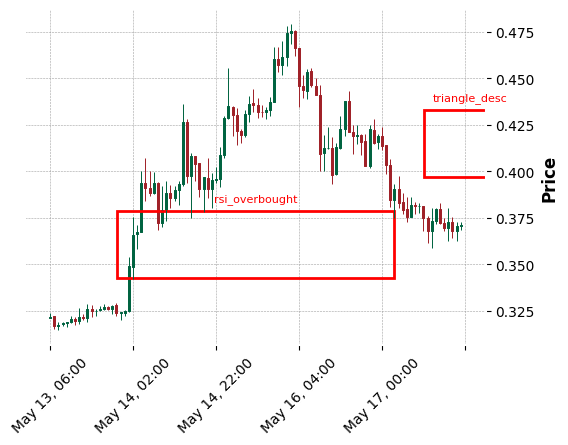 0.475
0.450
triangle_desc
0.425
0.400
Price
rsi_overbought
0.375
0.350
0.325
May 13, 06:00
May 14, 02:00
May 14, 22:00
May 16, 04:00
May 17, 00:00